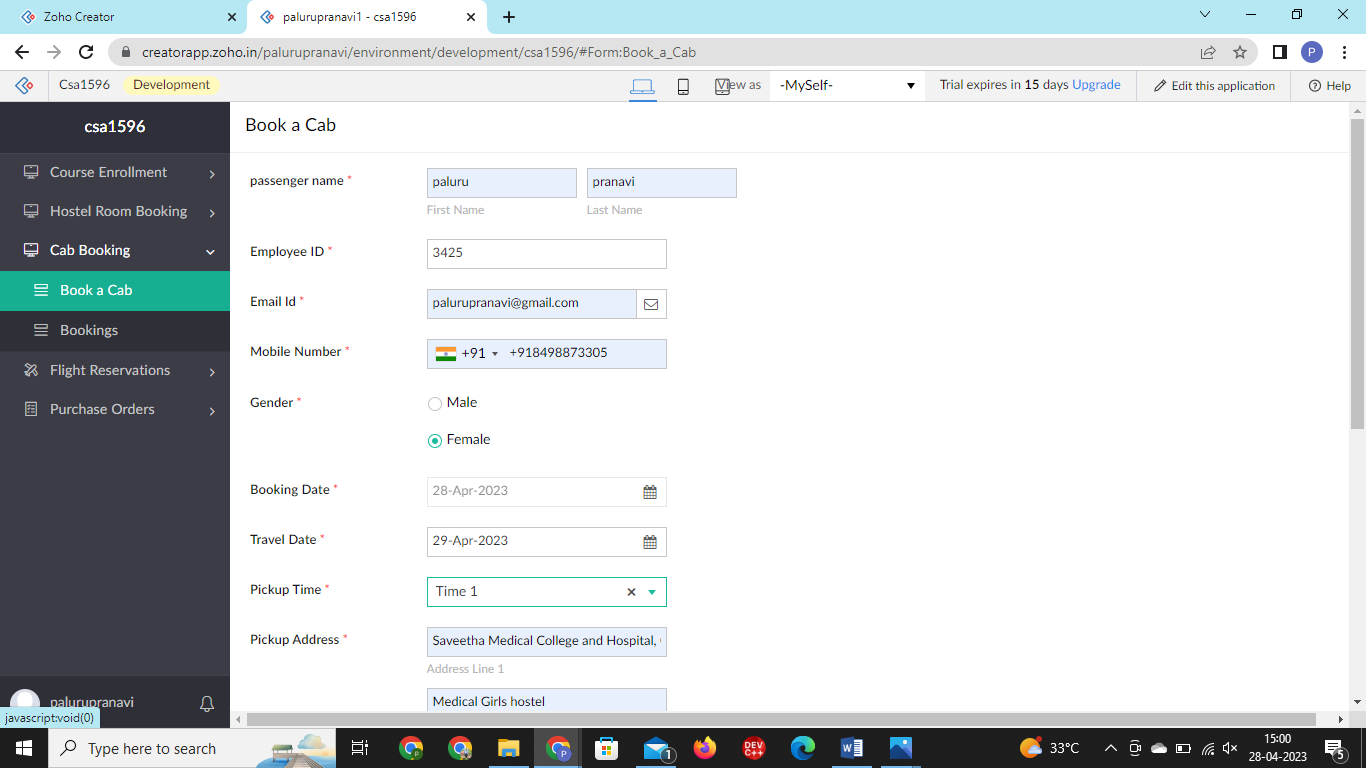 Zoho Creator
palurupranavi1 - csa1596
creatorapp.zoho.in/palurupranavi/environment/development/csa1596/#Form:Book_a_Cab
P
Csa1596 Development
View as -MySelf-
Trial expires in 15 days Upgrade
Edit this application
Help
csa1596
Course Enrollment
Hostel Room Booking
Cab Booking
Book a Cab
Bookings
Flight Reservations
Purchase Orders
palurupranavi
javascript:void(0)
Book a Cab
passenger name * paluru pranavi
First Name Last Name
Employee ID * 3425
Email Id * palurupranavi@gmail.com
Mobile Number * +91 +918498873305
Gender * Male
Female
Booking Date * 28-Apr-2023
Travel Date * 29-Apr-2023
Pickup Time * Time 1
Pickup Address * Saveetha Medical College and Hospital,
Address Line 1
Medical Girls hostel
Type here to search
P
DEV
C++
W
1
33°C
15:00
28-04-2023
5